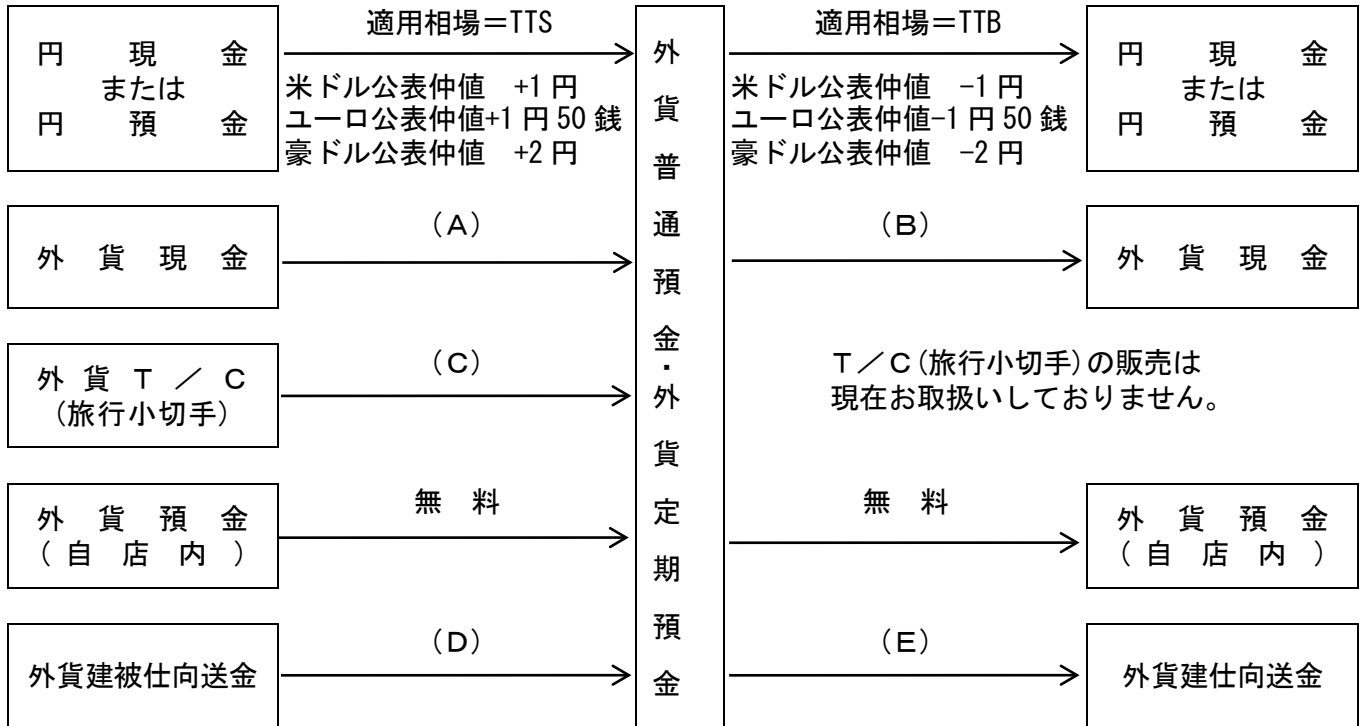 適用相場＝TTS
適用相場＝TTB
円 現 金
または
円 預 金
米ドル公表仲値 +1 円
ユーロ公表仲値+1 円 50 銭
豪ドル公表仲値 +2 円
外貨普通預金・外貨定期預金
米ドル公表仲値 -1 円
ユーロ公表仲値-1 円 50 銭
豪ドル公表仲値 -2 円
円 現 金
または
円 預 金
外 貨 現 金
（Ａ）
（Ｂ）
外 貨 現 金
外 貨 Ｔ ／ Ｃ
(旅行小切手)
（Ｃ）
Ｔ／Ｃ(旅行小切手)の販売は
現在お取扱いしておりません。
外 貨 預 金
( 自 店 内 )
無 料
無 料
外 貨 預 金
( 自 店 内 )
外貨建被仕向送金
（Ｄ）
（Ｅ）
外貨建仕向送金